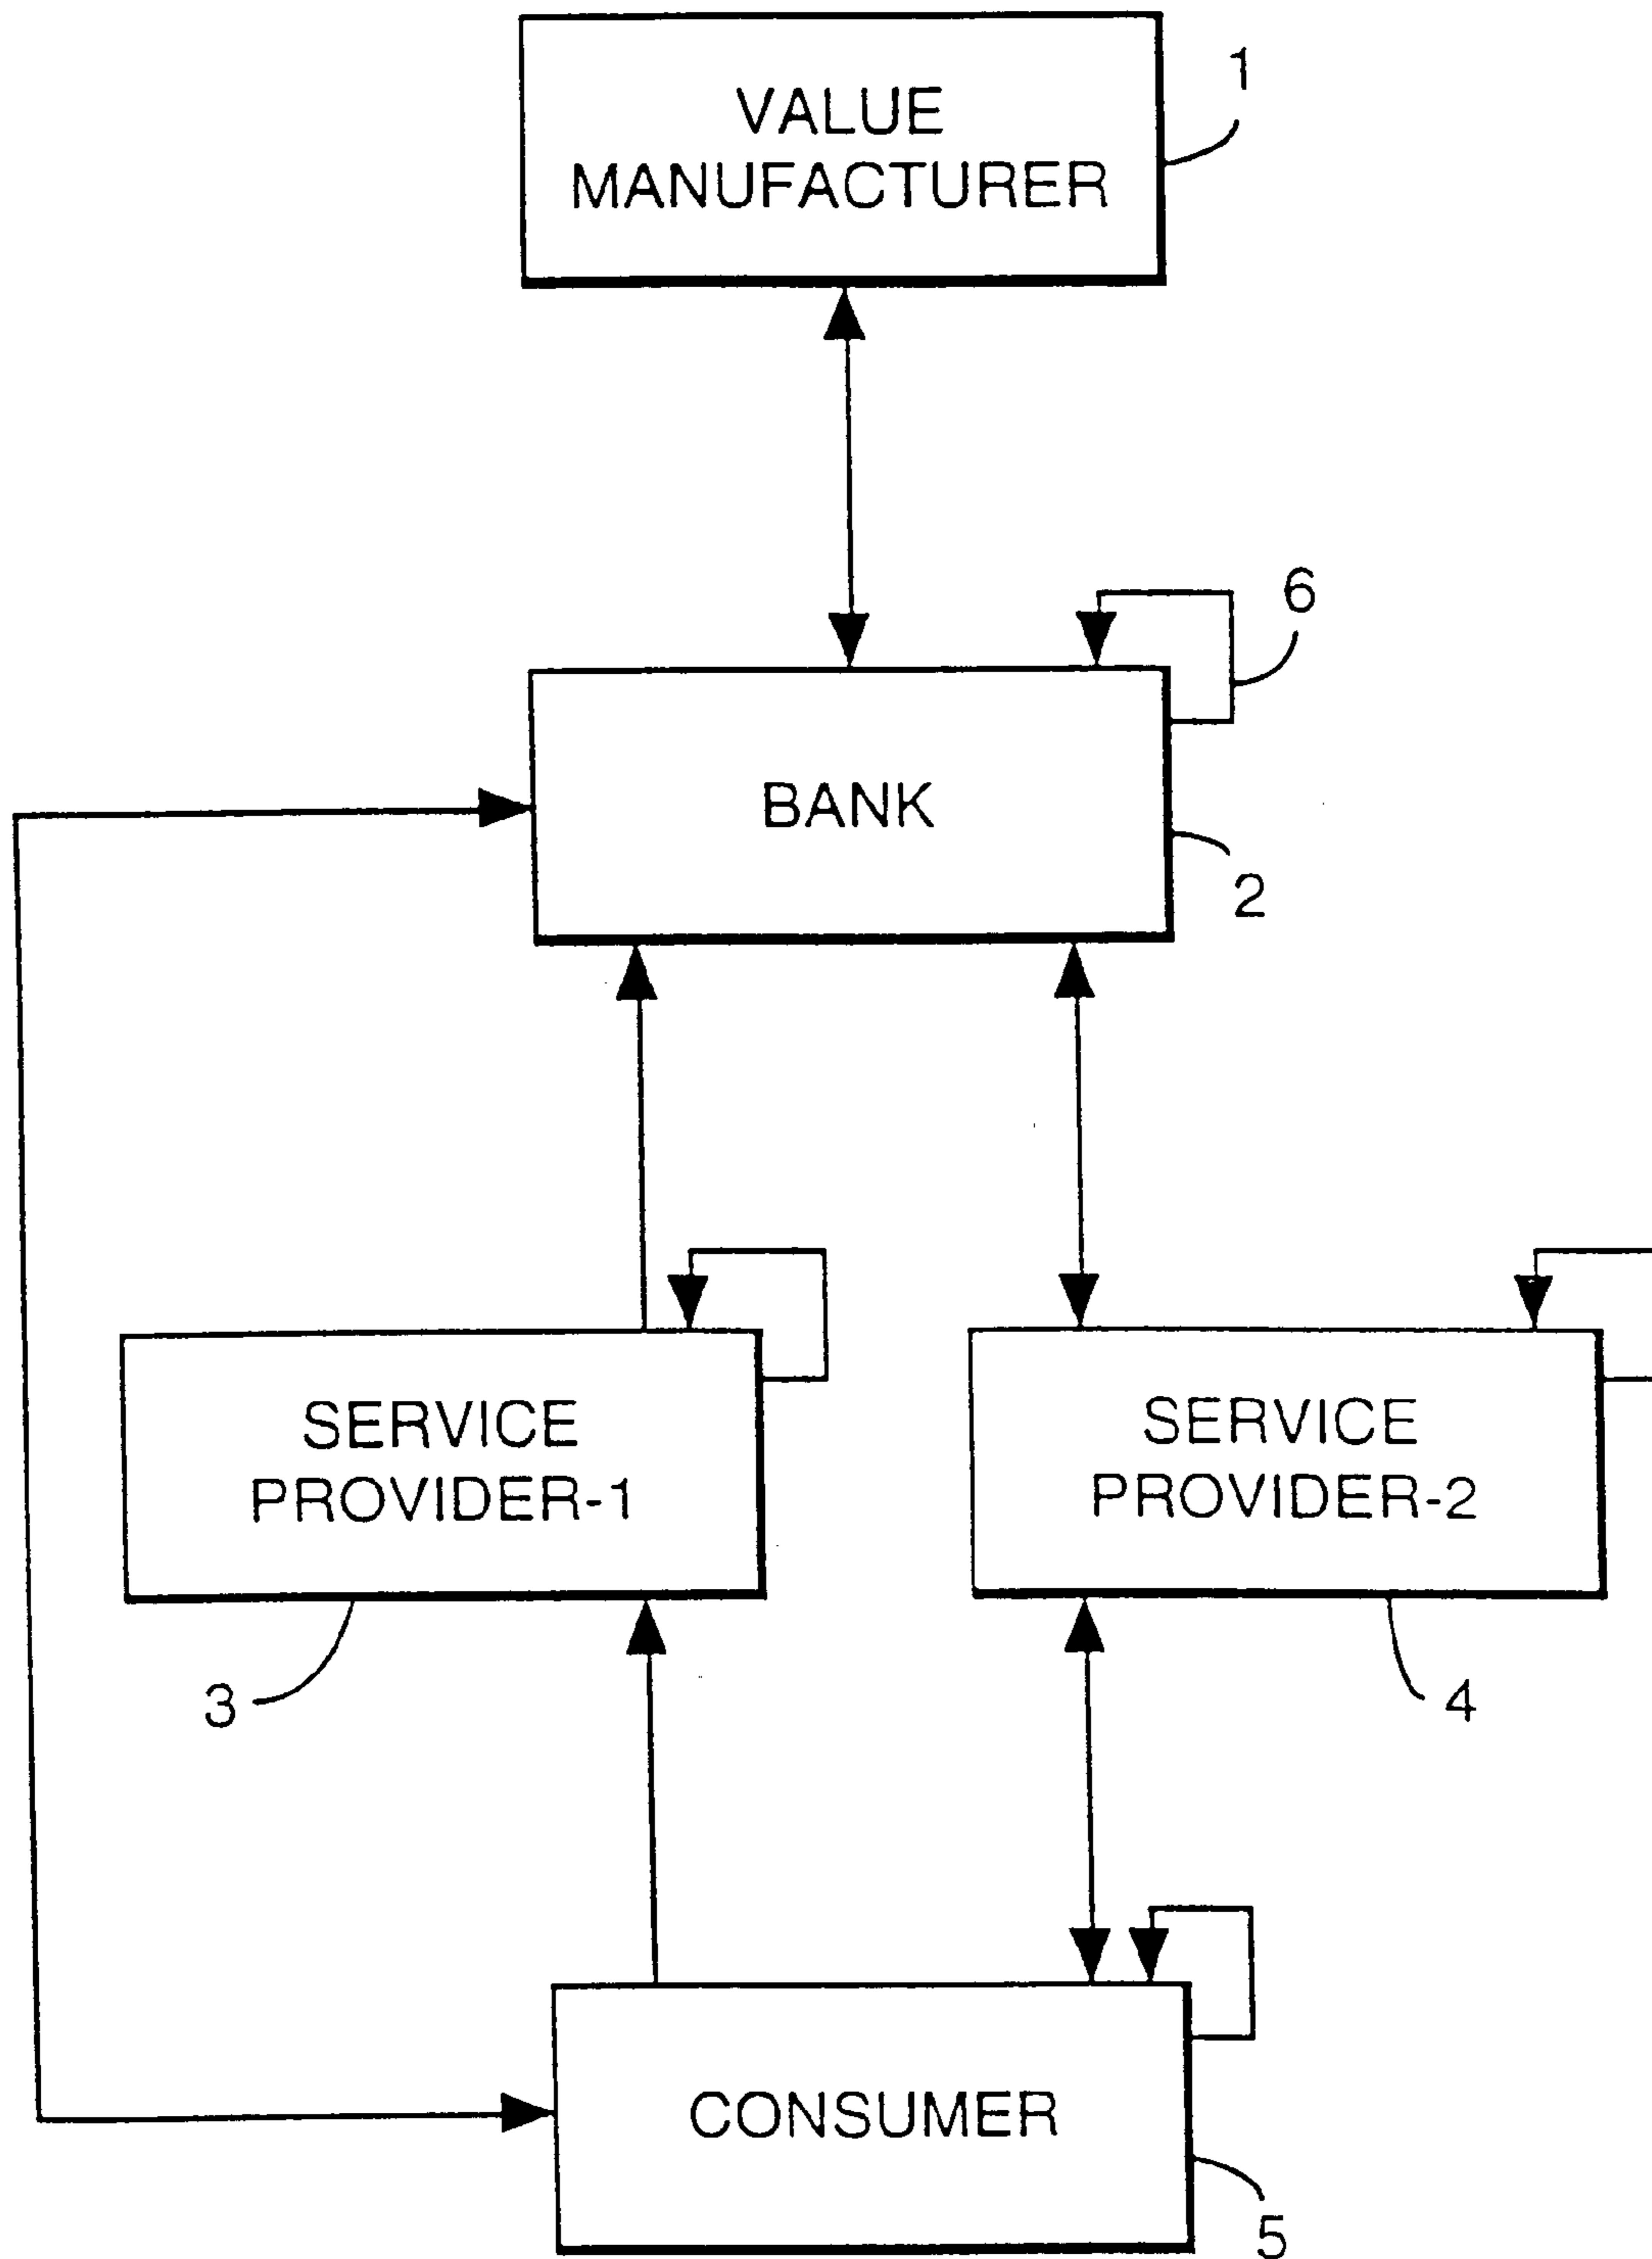 VALUE
MANUFACTURER
1
6
BANK
2
SERVICE
PROVIDER-1
SERVICE
PROVIDER-2
3
4
CONSUMER
5